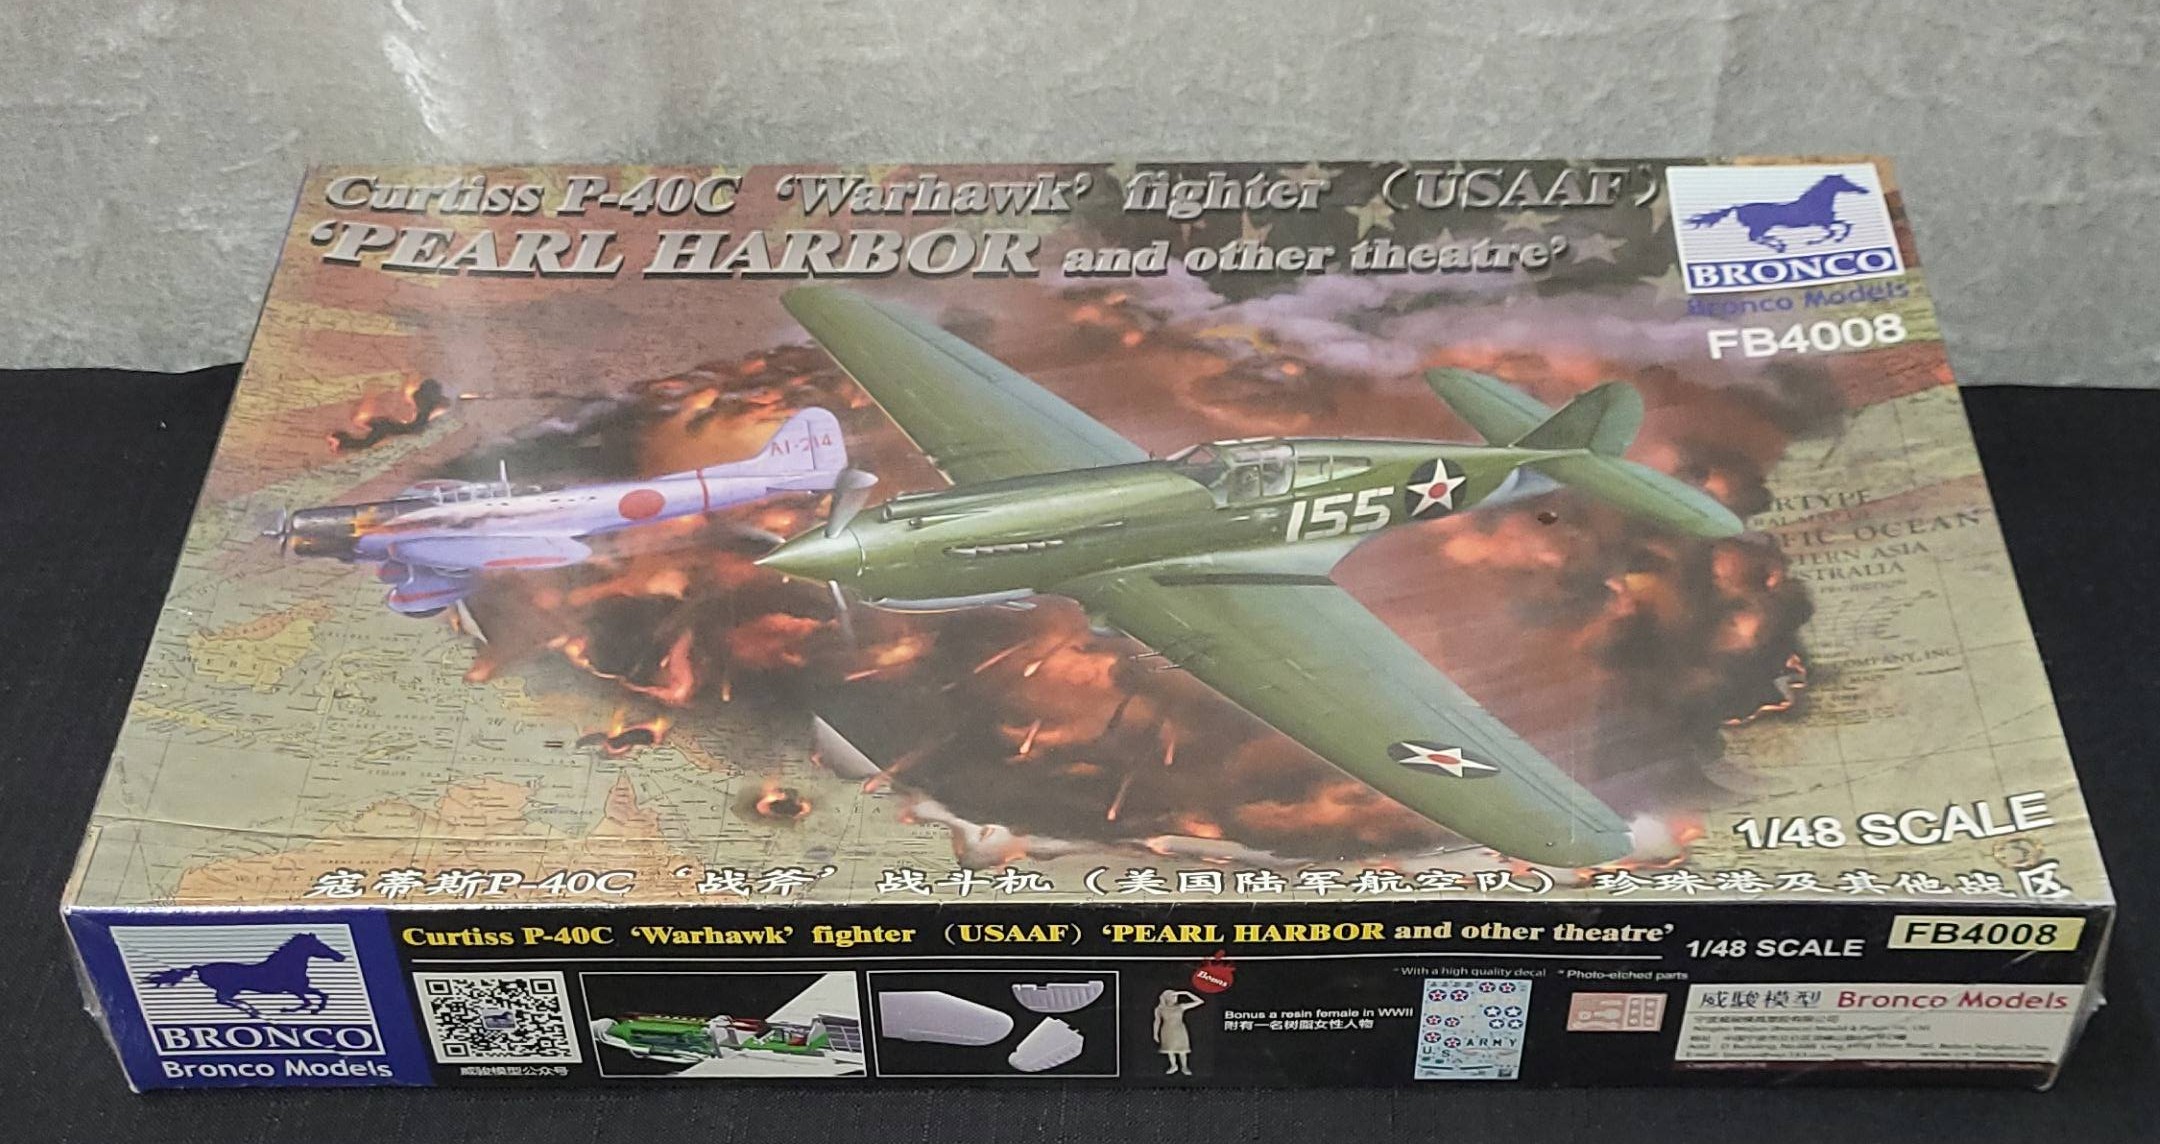 Curtiss P-40C ‘Warhawk’ fighter (USAAF)
‘PEARL HARBOR and other theatre’
BRONCO
Bronco Models
FB4008
AI-214
155
PACIFIC OCEAN
1/48 SCALE
寇蒂斯P-40C‘战斧’战斗机(美国陆军航空队)珍珠港及其他战区
BRONCO
Bronco Models
Curtiss P-40C ‘Warhawk’ fighter (USAAF) ‘PEARL HARBOR and other theatre’
1/48 SCALE
FB4008
威骏模型公众号
Bonus
Bonus a resin female in WWII
附有一名树脂女性人物
*With a high quality decal
*Photo-etched parts
U.S. ARMY
威駿模型 Bronco Models